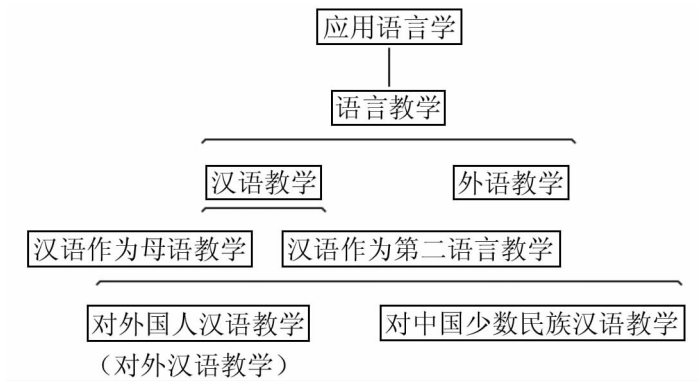 应用语言学
语言教学
汉语教学 外语教学
汉语作为母语教学 汉语作为第二语言教学
对外国人汉语教学 对中国少数民族汉语教学
（对外汉语教学）